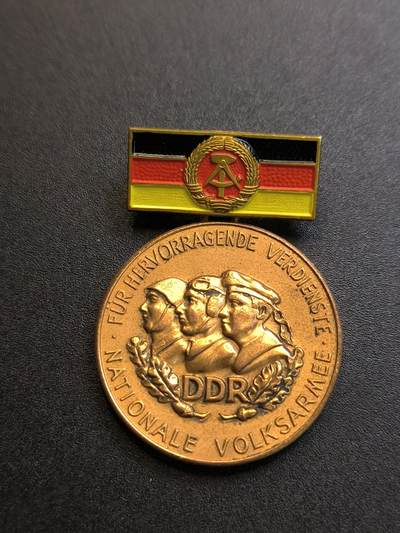 · FÜR HERVORRAGENDE VERDIENSTE ·
NATIONALE VOLKSARMEE
DDR